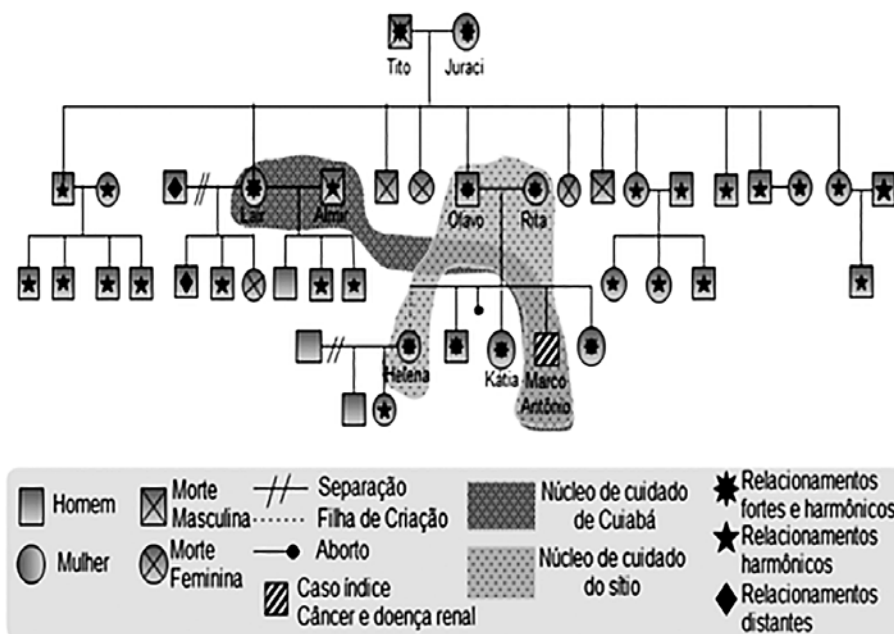 Tito Juraci
Lair Almir Olavo Rita
Helena Kátia Marco
Antônio
Homem
Mulher
Morte
Masculina
Morte
Feminina
Separação
Filha de Criação
Aborto
Caso índice
Câncer e doença renal
Núcleo de cuidado
de Cuiabá
Núcleo de cuidado
do sítio
Relacionamentos
fortes e harmônicos
Relacionamentos
harmônicos
Relacionamentos
distantes